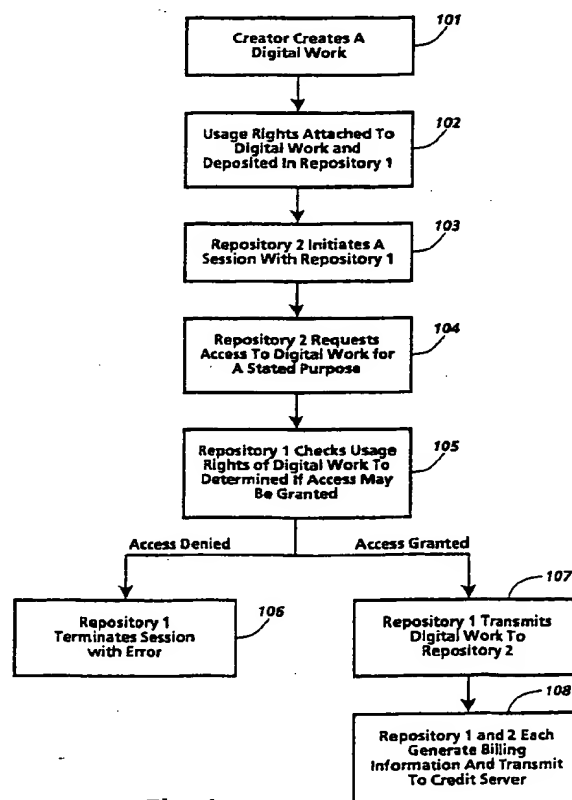 101
Creator Creates A
Digital Work
102
Usage Rights Attached To
Digital Work and
Deposited In Repository 1
103
Repository 2 Initiates A
Session With Repository 1
104
Repository 2 Requests
Access To Digital Work for
A Stated Purpose
105
Repository 1 Checks Usage
Rights of Digital Work To
Determined If Access May
Be Granted
Access Denied
Access Granted
106
Repository 1
Terminates Session
with Error
107
Repository 1 Transmits
Digital Work To
Repository 2
108
Repository 1 and 2 Each
Generate Billing
Information And Transmit
To Credit Server